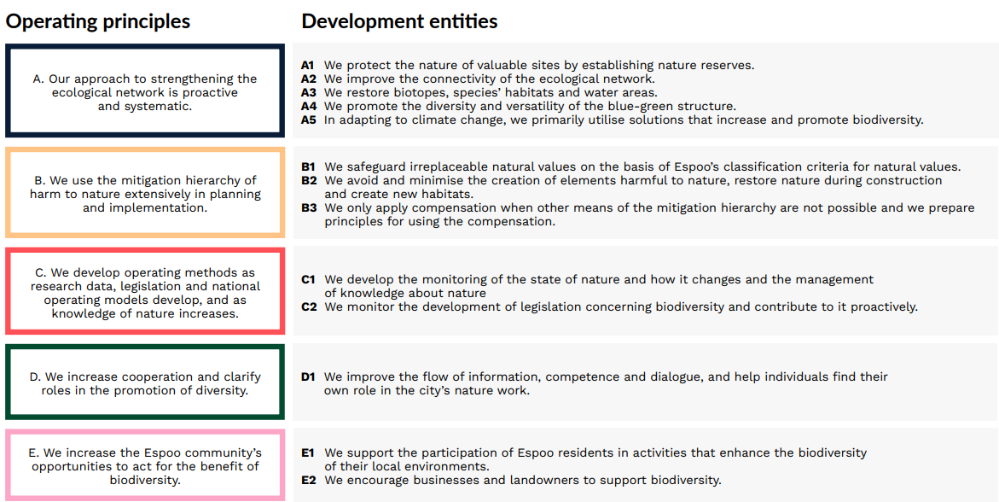 Operating principles
Development entities
A. Our approach to strengthening the
ecological network is proactive
and systematic.
A1 We protect the nature of valuable sites by establishing nature reserves.
A2 We improve the connectivity of the ecological network.
A3 We restore biotopes, species’ habitats and water areas.
A4 We promote the diversity and versatility of the blue-green structure.
A5 In adapting to climate change, we primarily utilise solutions that increase and promote biodiversity.
B. We use the mitigation hierarchy of
harm to nature extensively in planning
and implementation.
B1 We safeguard irreplaceable natural values on the basis of Espoo’s classification criteria for natural values.
B2 We avoid and minimise the creation of elements harmful to nature, restore nature during construction
and create new habitats.
B3 We only apply compensation when other means of the mitigation hierarchy are not possible and we prepare
principles for using the compensation.
C. We develop operating methods as
research data, legislation and national
operating models develop, and as
knowledge of nature increases.
C1 We develop the monitoring of the state of nature and how it changes and the management
of knowledge about nature
C2 We monitor the development of legislation concerning biodiversity and contribute to it proactively.
D. We increase cooperation and clarify
roles in the promotion of diversity.
D1 We improve the flow of information, competence and dialogue, and help individuals find their
own role in the city’s nature work.
E. We increase the Espoo community’s
opportunities to act for the benefit of
biodiversity.
E1 We support the participation of Espoo residents in activities that enhance the biodiversity
of their local environments.
E2 We encourage businesses and landowners to support biodiversity.